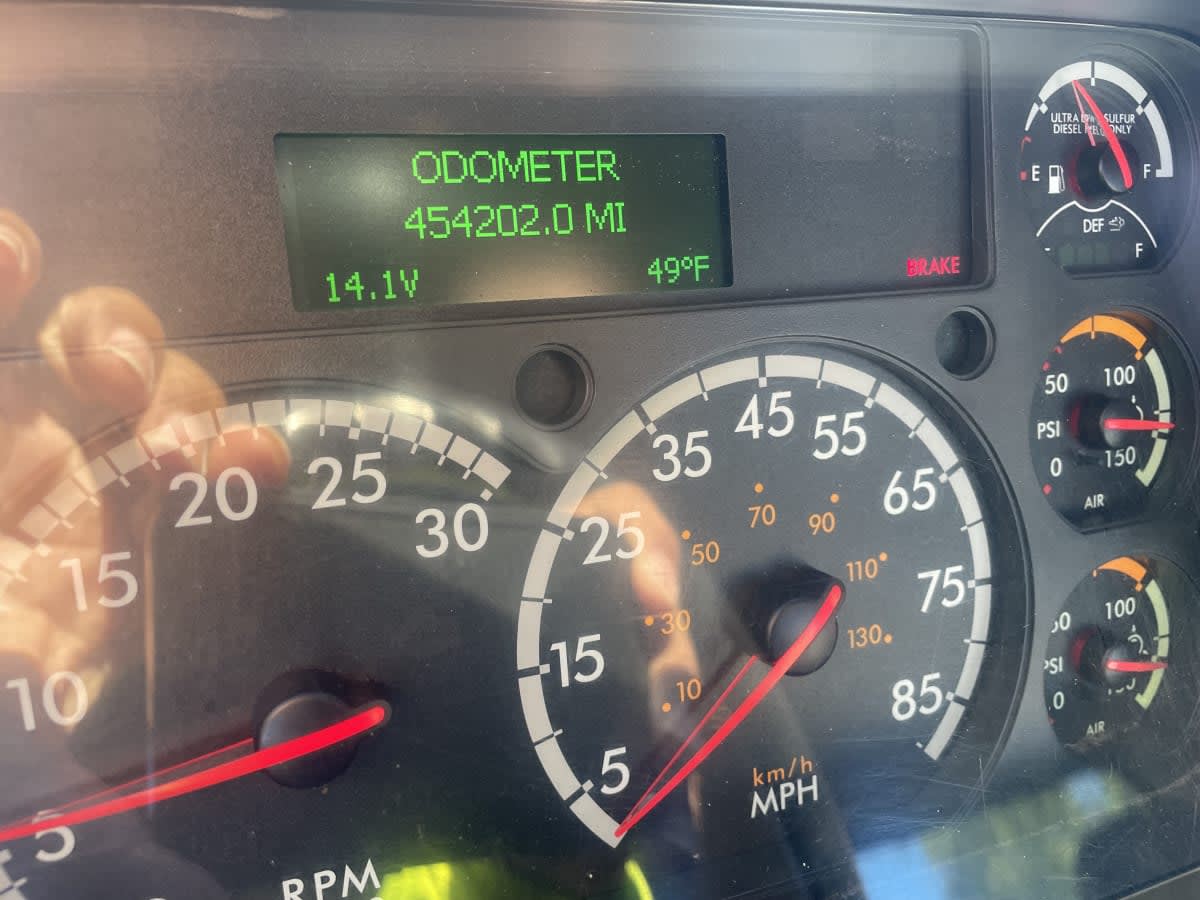 ODOMETER
454202.0 MI
14.1V 49°F
BRAKE
DIESEL ONLY
E F
DEF
- F
50 100
PSI
0 150
AIR
100
AIR
5 10 15 20 25 30
RPM
5 15 25 35 45 55 65 75 85
10 30 50 70 90 110 130
km/h
MPH